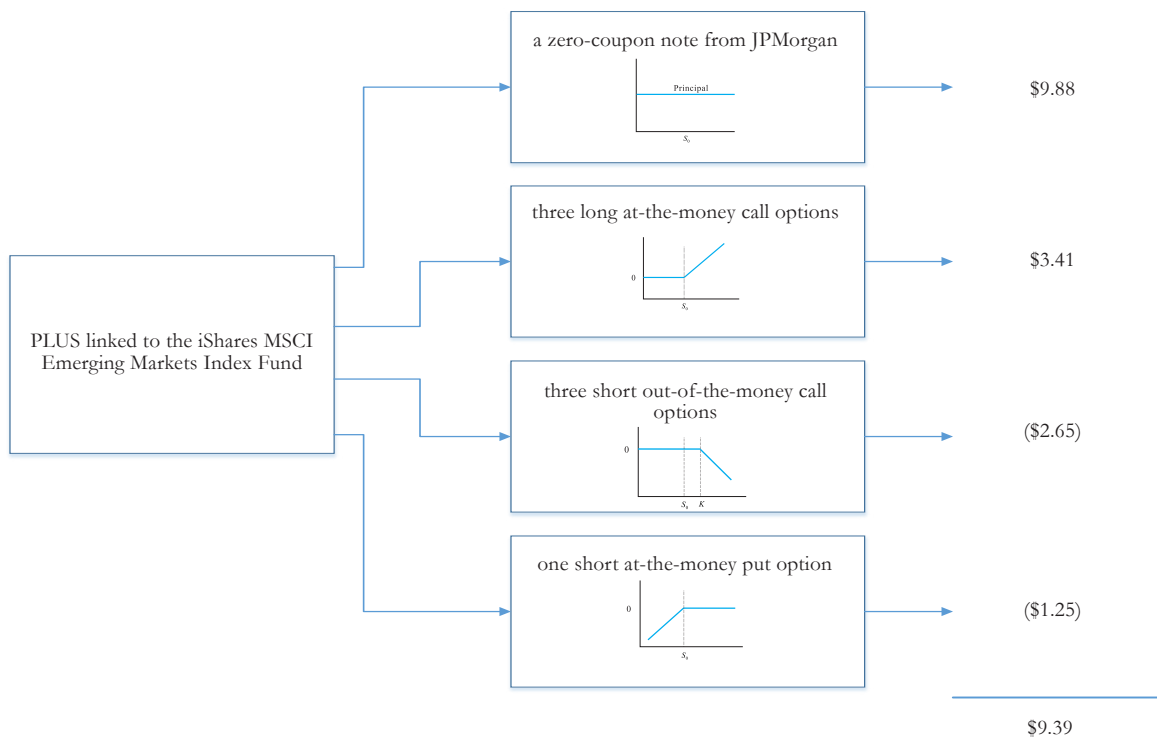 a zero-coupon note from JPMorgan
Principal
S₀
$9.88
three long at-the-money call options
0
S₀
$3.41
PLUS linked to the iShares MSCI
Emerging Markets Index Fund
three short out-of-the-money call
options
0
S₀ K
($2.65)
one short at-the-money put option
0
S₀
($1.25)
$9.39